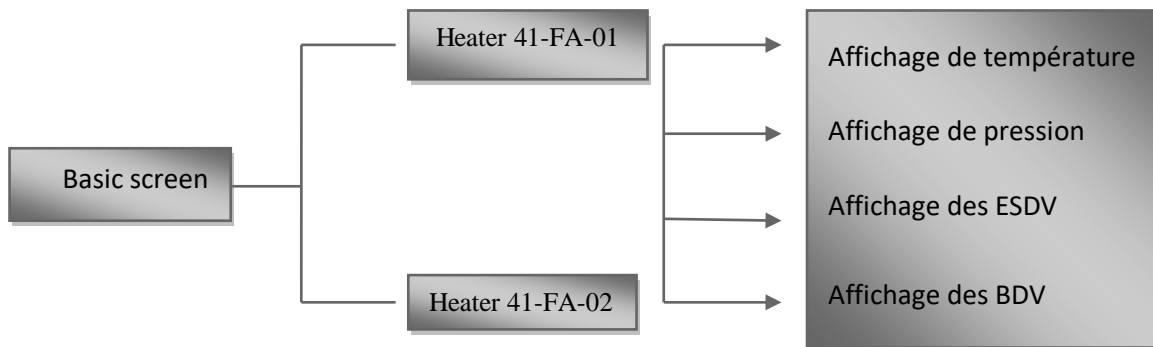 Basic screen
Heater 41-FA-01
Heater 41-FA-02
Affichage de température
Affichage de pression
Affichage des ESDV
Affichage des BDV